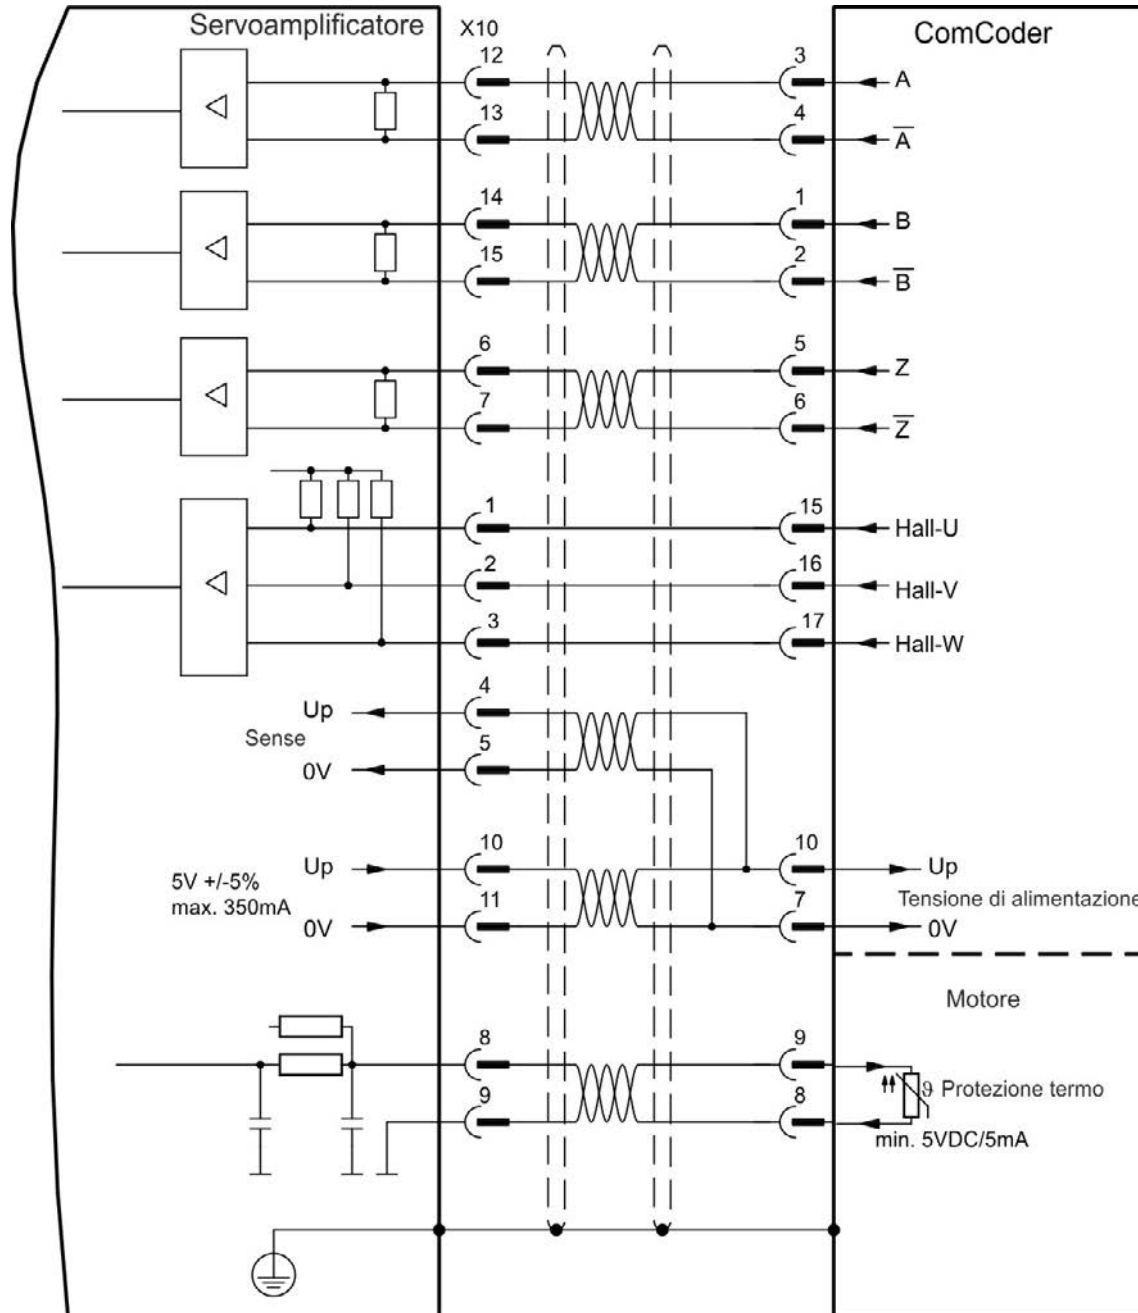 Servoamplificatore
X10
ComCoder
12
3
A
13
4
A̅
14
1
B
15
2
B̅
6
5
Z
7
6
Z̅
1
15
Hall-U
2
16
Hall-V
3
17
Hall-W
4
Up
Sense
5
0V
10
10
Up
Up
5V +/-5%
max. 350mA
Tensione di alimentazione
11
7
0V
0V
Motore
8
9
9
8
ϑ Protezione termo
min. 5VDC/5mA